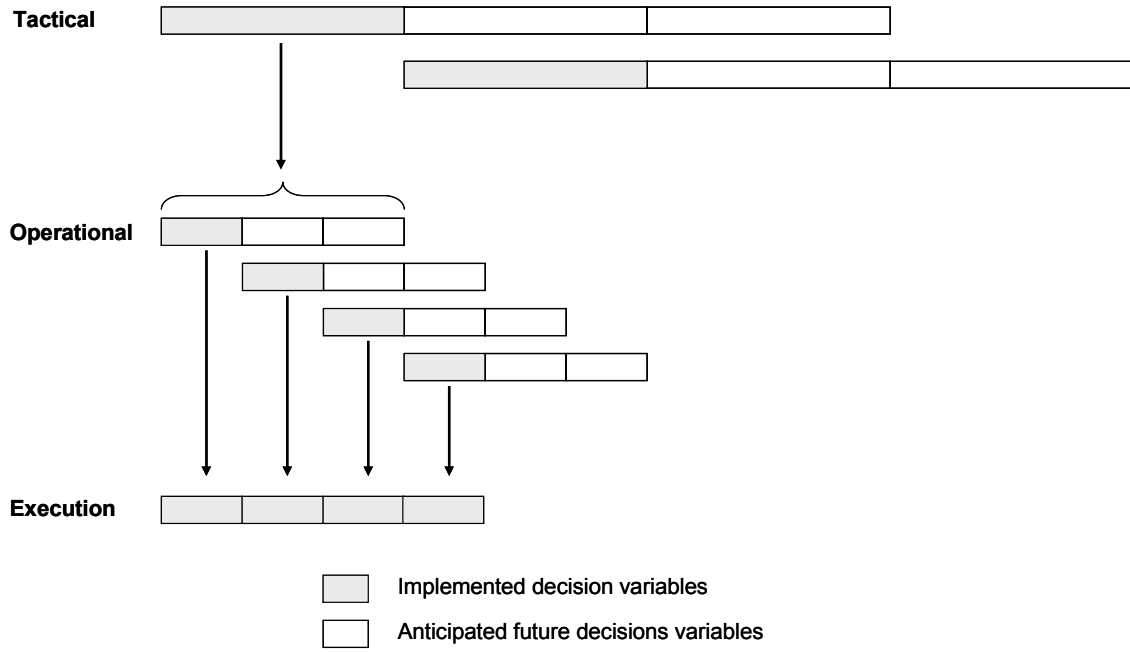 Tactical
Operational
Execution
Implemented decision variables
Anticipated future decisions variables